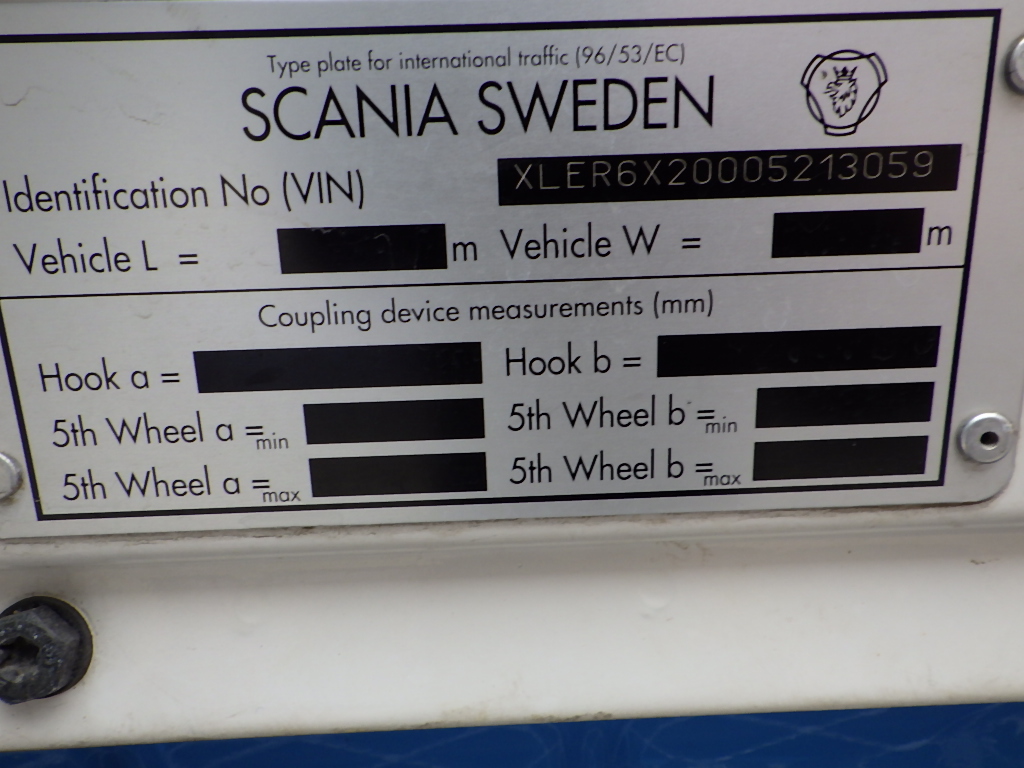 Type plate for international traffic (96/53/EC)
SCANIA SWEDEN
Identification No (VIN) XLER6X20005213059
Vehicle L = m Vehicle W = m
Coupling device measurements (mm)
Hook a = Hook b =
5th Wheel a =min 5th Wheel b =min
5th Wheel a =max 5th Wheel b =max